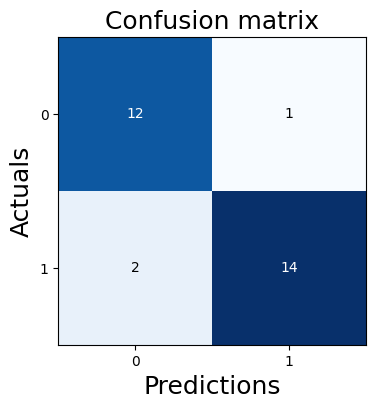 Confusion matrix
Actuals
0
12
1
1
2
14
0
1
Predictions